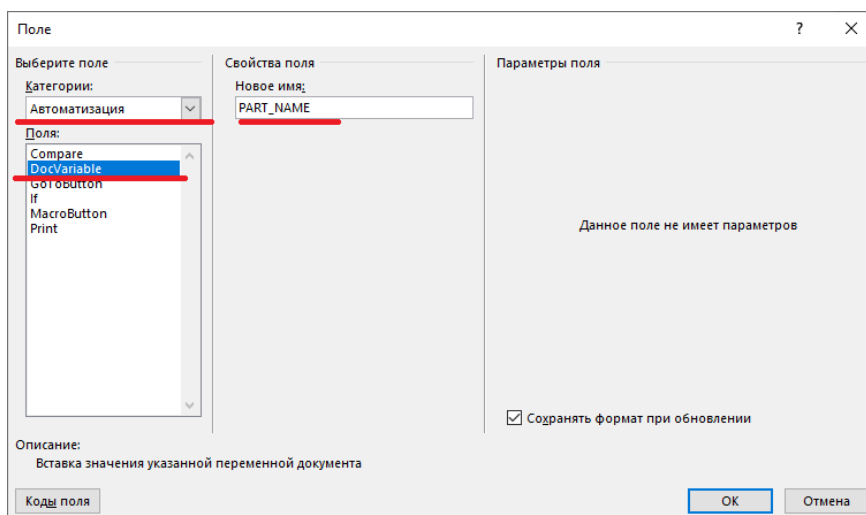 Поле
?
Выберите поле
Категории:
Автоматизация
Поля:
Compare
DocVariable
GoToButton
If
MacroButton
Print
Свойства поля
Новое имя:
PART_NAME
Параметры поля
Данное поле не имеет параметров
Сохранять формат при обновлении
Описание:
Вставка значения указанной переменной документа
Коды поля
ОК
Отмена